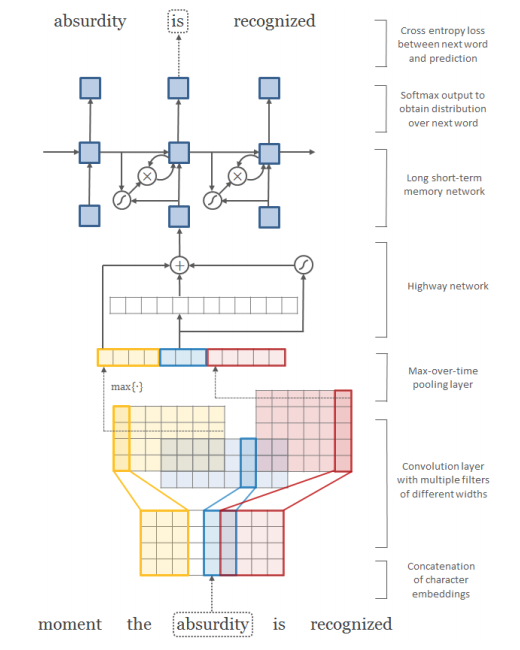 absurdity is recognized
Cross entropy loss
between next word
and prediction
Softmax output to
obtain distribution
over next word
Long short-term
memory network
Highway network
Max-over-time
pooling layer
max{·}
Convolution layer
with multiple filters
of different widths
Concatenation
of character
embeddings
moment the absurdity is recognized